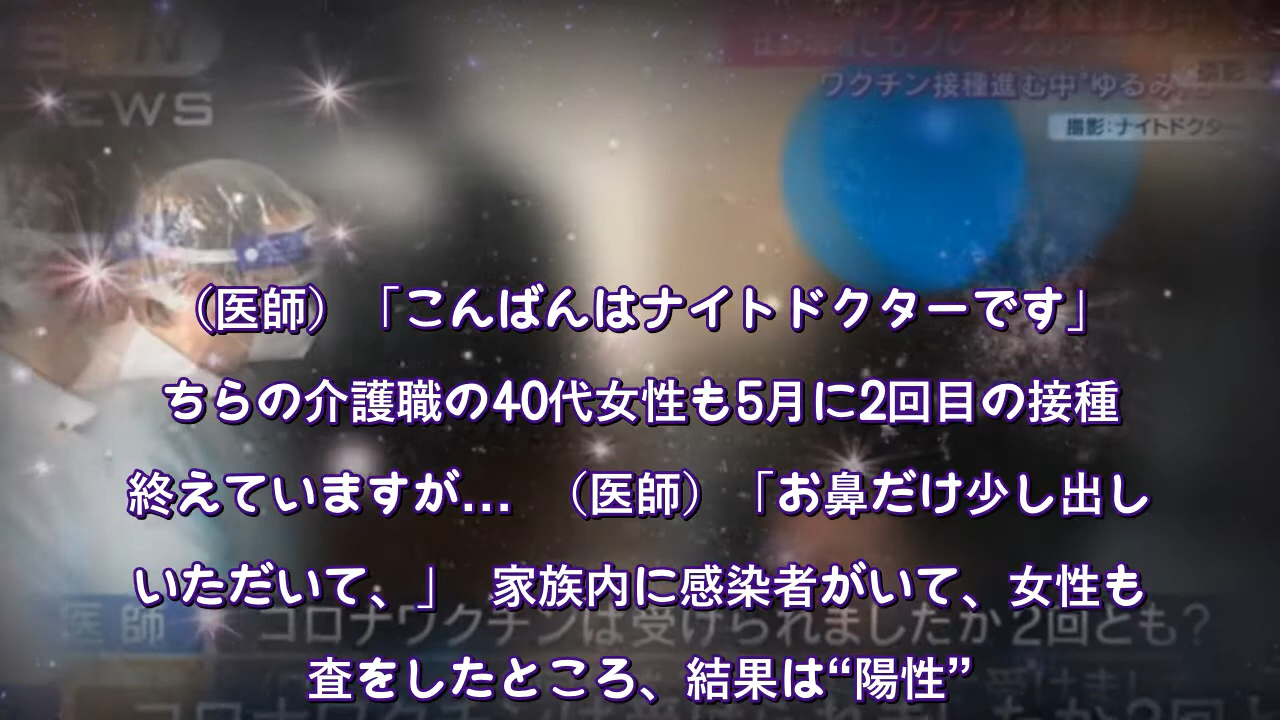 EWS
ワクチン接種進む中"ゆるみ
撮影：ナイトドクター
（医師）「こんばんはナイトドクターです」
ちらの介護職の40代女性も5月に2回目の接種
終えていますが…　（医師）「お鼻だけ少し出し
いただいて、」　家族内に感染者がいて、女性も
医師　コロナワクチンは受けられましたか2回とも？
査をしたところ、結果は“陽性”